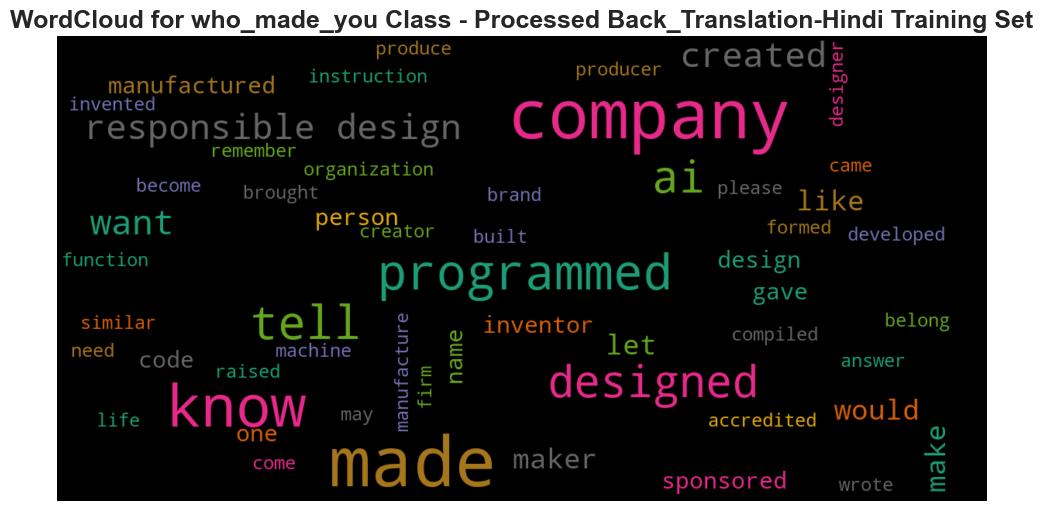 WordCloud for who_made_you Class - Processed Back_Translation-Hindi Training Set
produce
created
designer
producer
instruction
manufactured
invented
company
responsible design
remember
organization
came
ai
become
brought
brand
please
like
person
want
creator
built
formed
developed
function
programmed
design
gave
similar
tell
inventor
belong
need
code
machine
manufacture
name
let
compiled
answer
raised
firm
designed
know
life
may
accredited
would
one
come
made
maker
sponsored
make
wrote